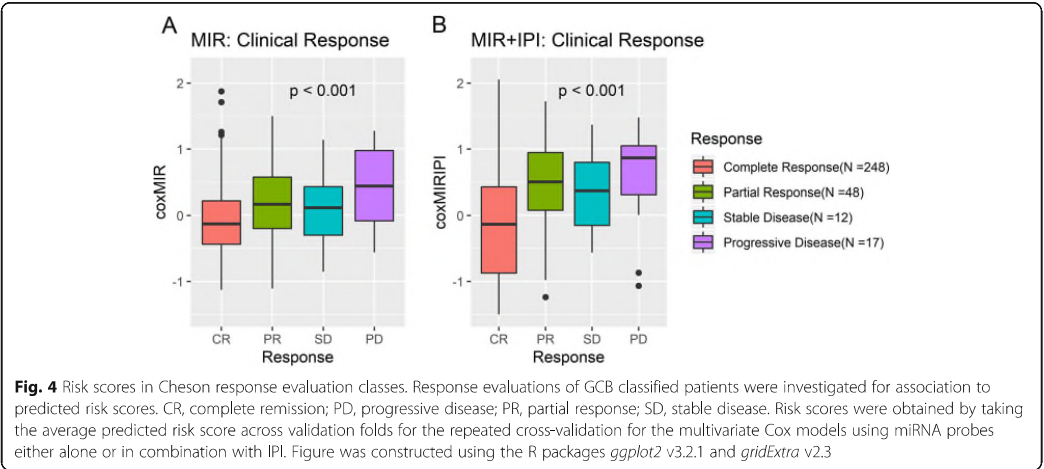 A
MIR: Clinical Response
p < 0.001
coxMIR
2
1
0
-1
CR PR SD PD
Response
B
MIR+IPI: Clinical Response
p < 0.001
coxMIRIPI
2
1
0
-1
CR PR SD PD
Response
Response
Complete Response(N =248)
Partial Response(N =48)
Stable Disease(N =12)
Progressive Disease(N =17)
Fig. 4 Risk scores in Cheson response evaluation classes. Response evaluations of GCB classified patients were investigated for association to
predicted risk scores. CR, complete remission; PD, progressive disease; PR, partial response; SD, stable disease. Risk scores were obtained by taking
the average predicted risk score across validation folds for the repeated cross-validation for the multivariate Cox models using miRNA probes
either alone or in combination with IPI. Figure was constructed using the R packages ggplot2 v3.2.1 and gridExtra v2.3